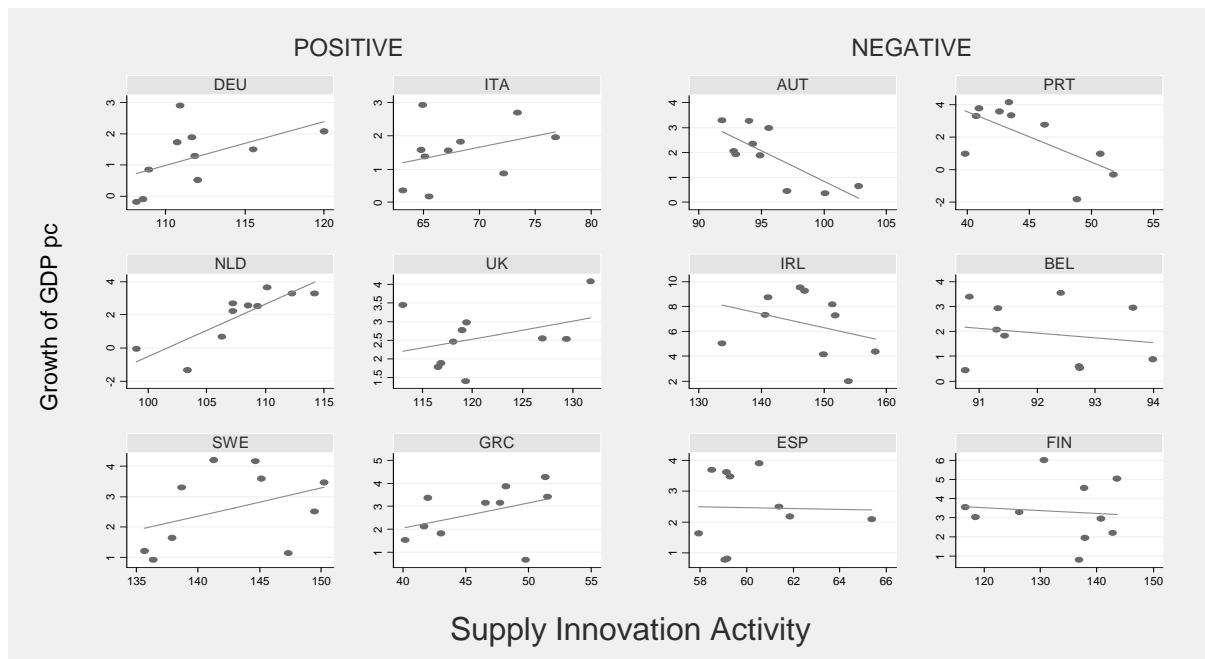 POSITIVE NEGATIVE
DEU ITA AUT PRT
3 3 4 4
2 2 3 2
1 1 2 0
0 0 1 -2
0
110 115 120 65 70 75 80 90 95 100 105 40 45 50 55
Growth of GDP pc
NLD UK IRL BEL
4 4 10 4
2 3.5 8 3
0 3 6 2
-2 2.5 4 1
2 2 0
1.5
100 105 110 115 115 120 125 130 130 140 150 160 91 92 93 94
SWE GRC ESP FIN
4 5 4 6
3 4 3 5
2 3 2 4
1 2 1 3
1 2
1
135 140 145 150 40 45 50 55 58 60 62 64 66 120 130 140 150
Supply Innovation Activity